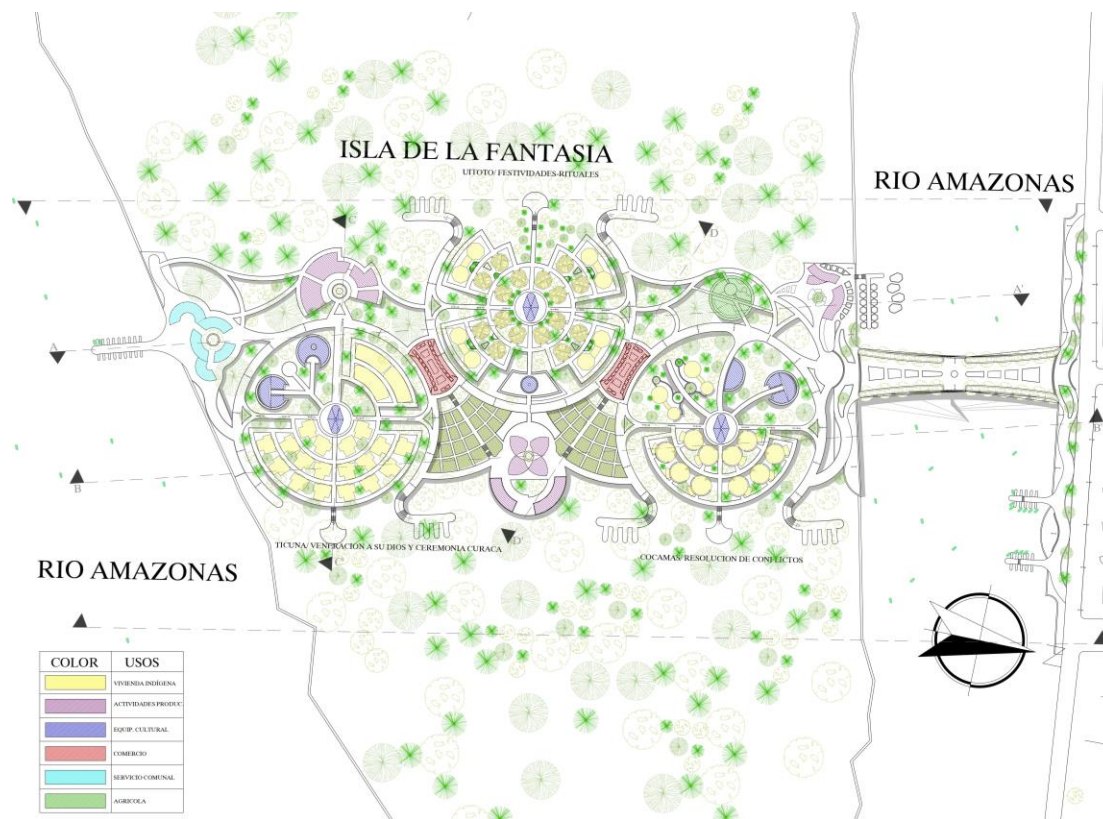 ISLA DE LA FANTASIA
UITOTO/ FESTIVIDADES-RITUALES
RIO AMAZONAS
C
D
A'
A
B'
B
D'
TICUNA/ VENERACION A SU DIOS Y CEREMONIA CURACA
C'
COCAMAS/ RESOLUCION DE CONFLICTOS
RIO AMAZONAS
COLOR USOS
VIVIENDA INDÍGENA
ACTIVIDADES PRODUC.
EQUIP. CULTURAL
COMERCIO
SERVICIO COMUNAL
AGRICOLA